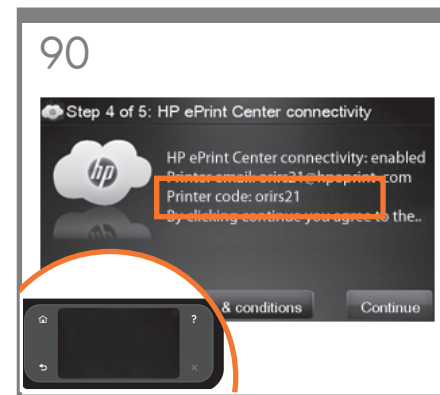 90
Step 4 of 5: HP ePrint Center connectivity
hp
HP ePrint Center connectivity: enabled
Printer email: orirs21@hpeprint.com
Printer code: orirs21
By clicking continue you agree to the..
& conditions
Continue
?